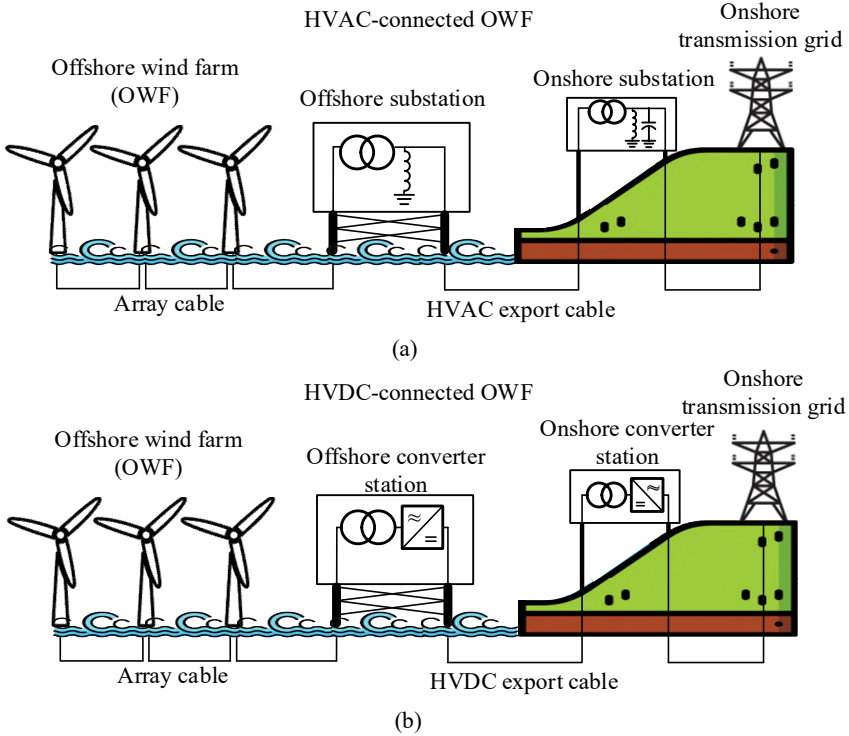 HVAC-connected OWF
Onshore
transmission grid
Offshore wind farm
(OWF)
Offshore substation
Onshore substation
Array cable
HVAC export cable
(a)
HVDC-connected OWF
Onshore
transmission grid
Offshore wind farm
(OWF)
Offshore converter
station
Onshore converter
station
Array cable
HVDC export cable
(b)